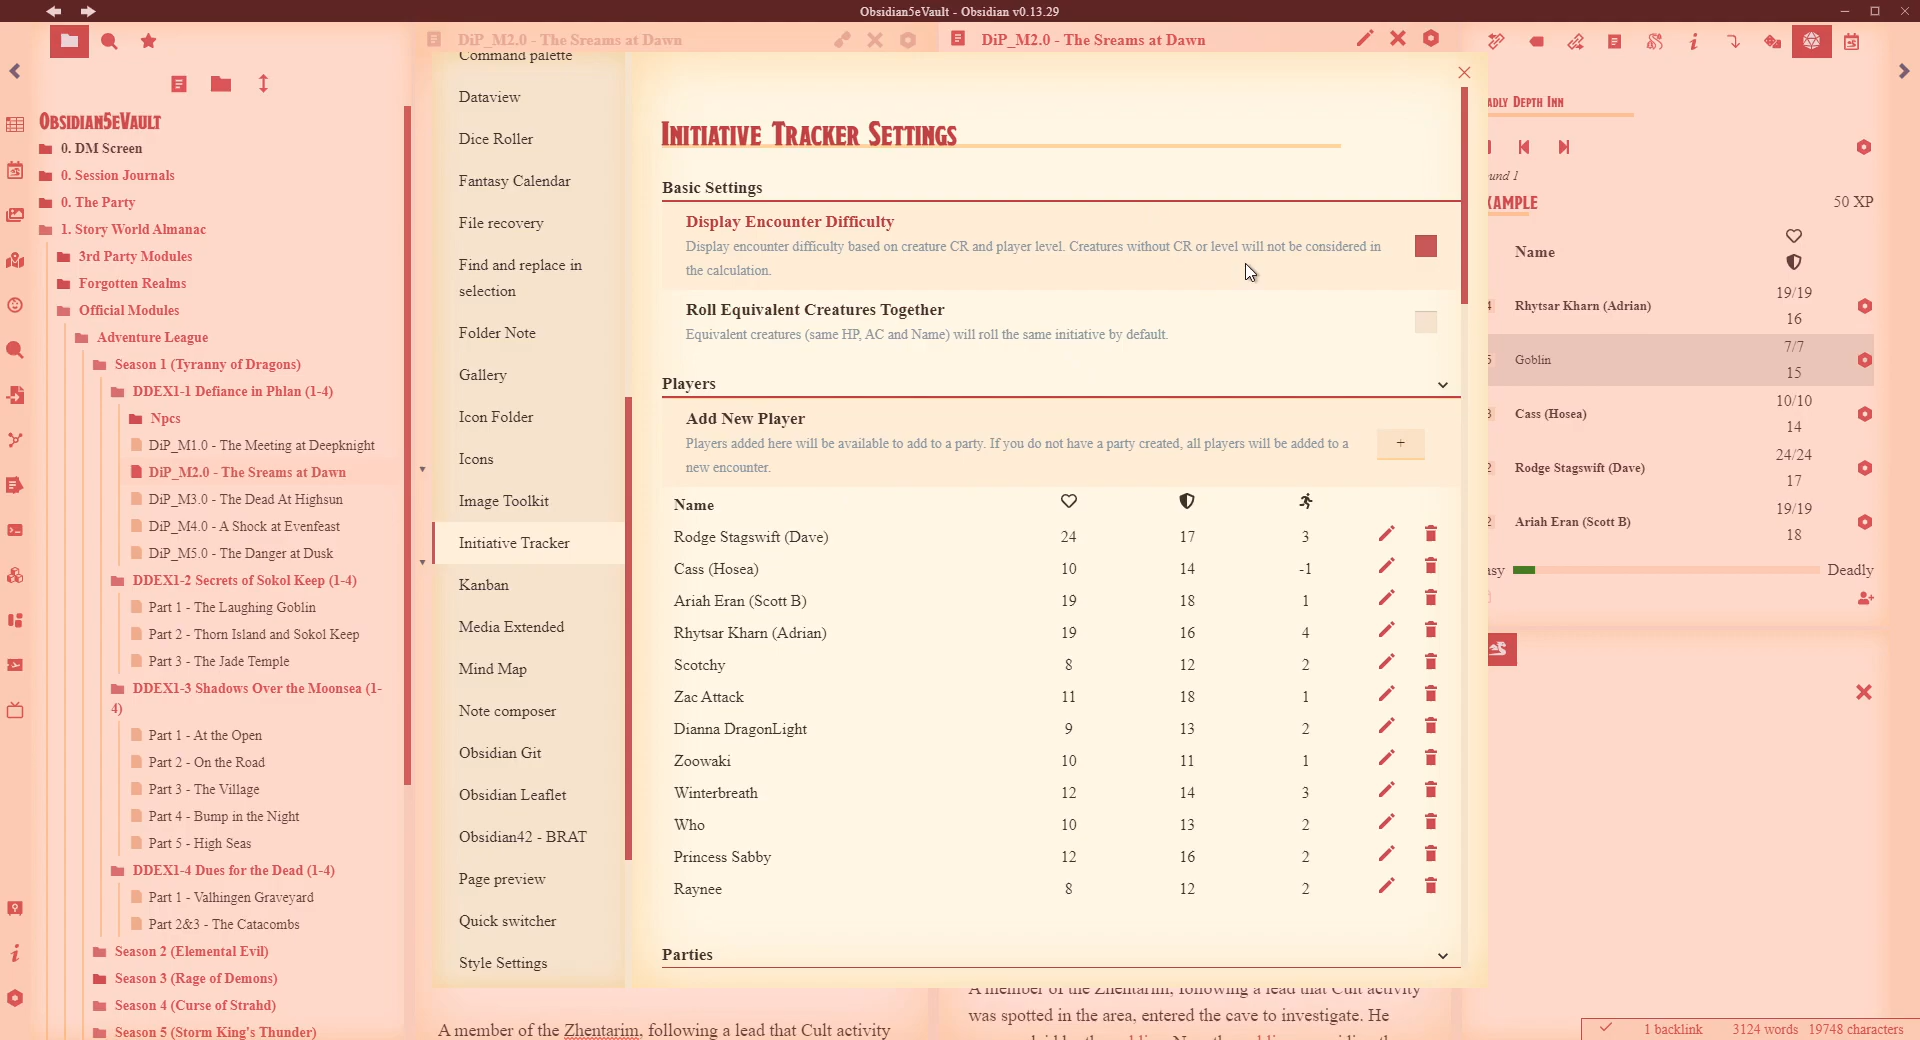 Obsidian5eVault - Obsidian v0.13.29
DiP_M2.0 - The Sreams at Dawn
DiP_M2.0 - The Sreams at Dawn
Obsidian5eVault
0. DM Screen
0. Session Journals
0. The Party
1. Story World Almanac
3rd Party Modules
Forgotten Realms
Official Modules
Adventure League
Season 1 (Tyranny of Dragons)
DDEX1-1 Defiance in Phlan (1-4)
Npcs
DiP_M1.0 - The Meeting at Deepknight
DiP_M2.0 - The Sreams at Dawn
DiP_M3.0 - The Dead At Highsun
DiP_M4.0 - A Shock at Evenfeast
DiP_M5.0 - The Danger at Dusk
DDEX1-2 Secrets of Sokol Keep (1-4)
Part 1 - The Laughing Goblin
Part 2 - Thorn Island and Sokol Keep
Part 3 - The Jade Temple
DDEX1-3 Shadows Over the Moonsea (1-
4)
Part 1 - At the Open
Part 2 - On the Road
Part 3 - The Village
Part 4 - Bump in the Night
Part 5 - High Seas
DDEX1-4 Dues for the Dead (1-4)
Part 1 - Valhingen Graveyard
Part 2&3 - The Catacombs
Season 2 (Elemental Evil)
Season 3 (Rage of Demons)
Season 4 (Curse of Strahd)
Season 5 (Storm King's Thunder)
Command palette
Dataview
Dice Roller
Fantasy Calendar
File recovery
Find and replace in
selection
Folder Note
Gallery
Icon Folder
Icons
Image Toolkit
Initiative Tracker
Kanban
Media Extended
Mind Map
Note composer
Obsidian Git
Obsidian Leaflet
Obsidian42 - BRAT
Page preview
Quick switcher
Style Settings
Initiative Tracker Settings
Basic Settings
Display Encounter Difficulty
Display encounter difficulty based on creature CR and player level. Creatures without CR or level will not be considered in
the calculation.
Roll Equivalent Creatures Together
Equivalent creatures (same HP, AC and Name) will roll the same initiative by default.
Players
Add New Player
Players added here will be available to add to a party. If you do not have a party created, all players will be added to a
new encounter.
+
Name
Rodge Stagswift (Dave) 24 17 3
Cass (Hosea) 10 14 -1
Ariah Eran (Scott B) 19 18 1
Rhytsar Kharn (Adrian) 19 16 4
Scotchy 8 12 2
Zac Attack 11 18 1
Dianna DragonLight 9 13 2
Zoowaki 10 11 1
Winterbreath 12 14 3
Who 10 13 2
Princess Sabby 12 16 2
Raynee 8 12 2
Parties
A member of the Zhentarim, following a lead that Cult activity
A member of the Zhentarim, following a lead that Cult activity
was spotted in the area, entered the cave to investigate. He
adly Depth Inn
und 1
xample 50 XP
Name
19/19
4 Rhytsar Kharn (Adrian)
16
7/7
5 Goblin
15
10/10
3 Cass (Hosea)
14
24/24
2 Rodge Stagswift (Dave)
17
19/19
2 Ariah Eran (Scott B)
18
asy Deadly
1 backlink 3124 words 19748 characters